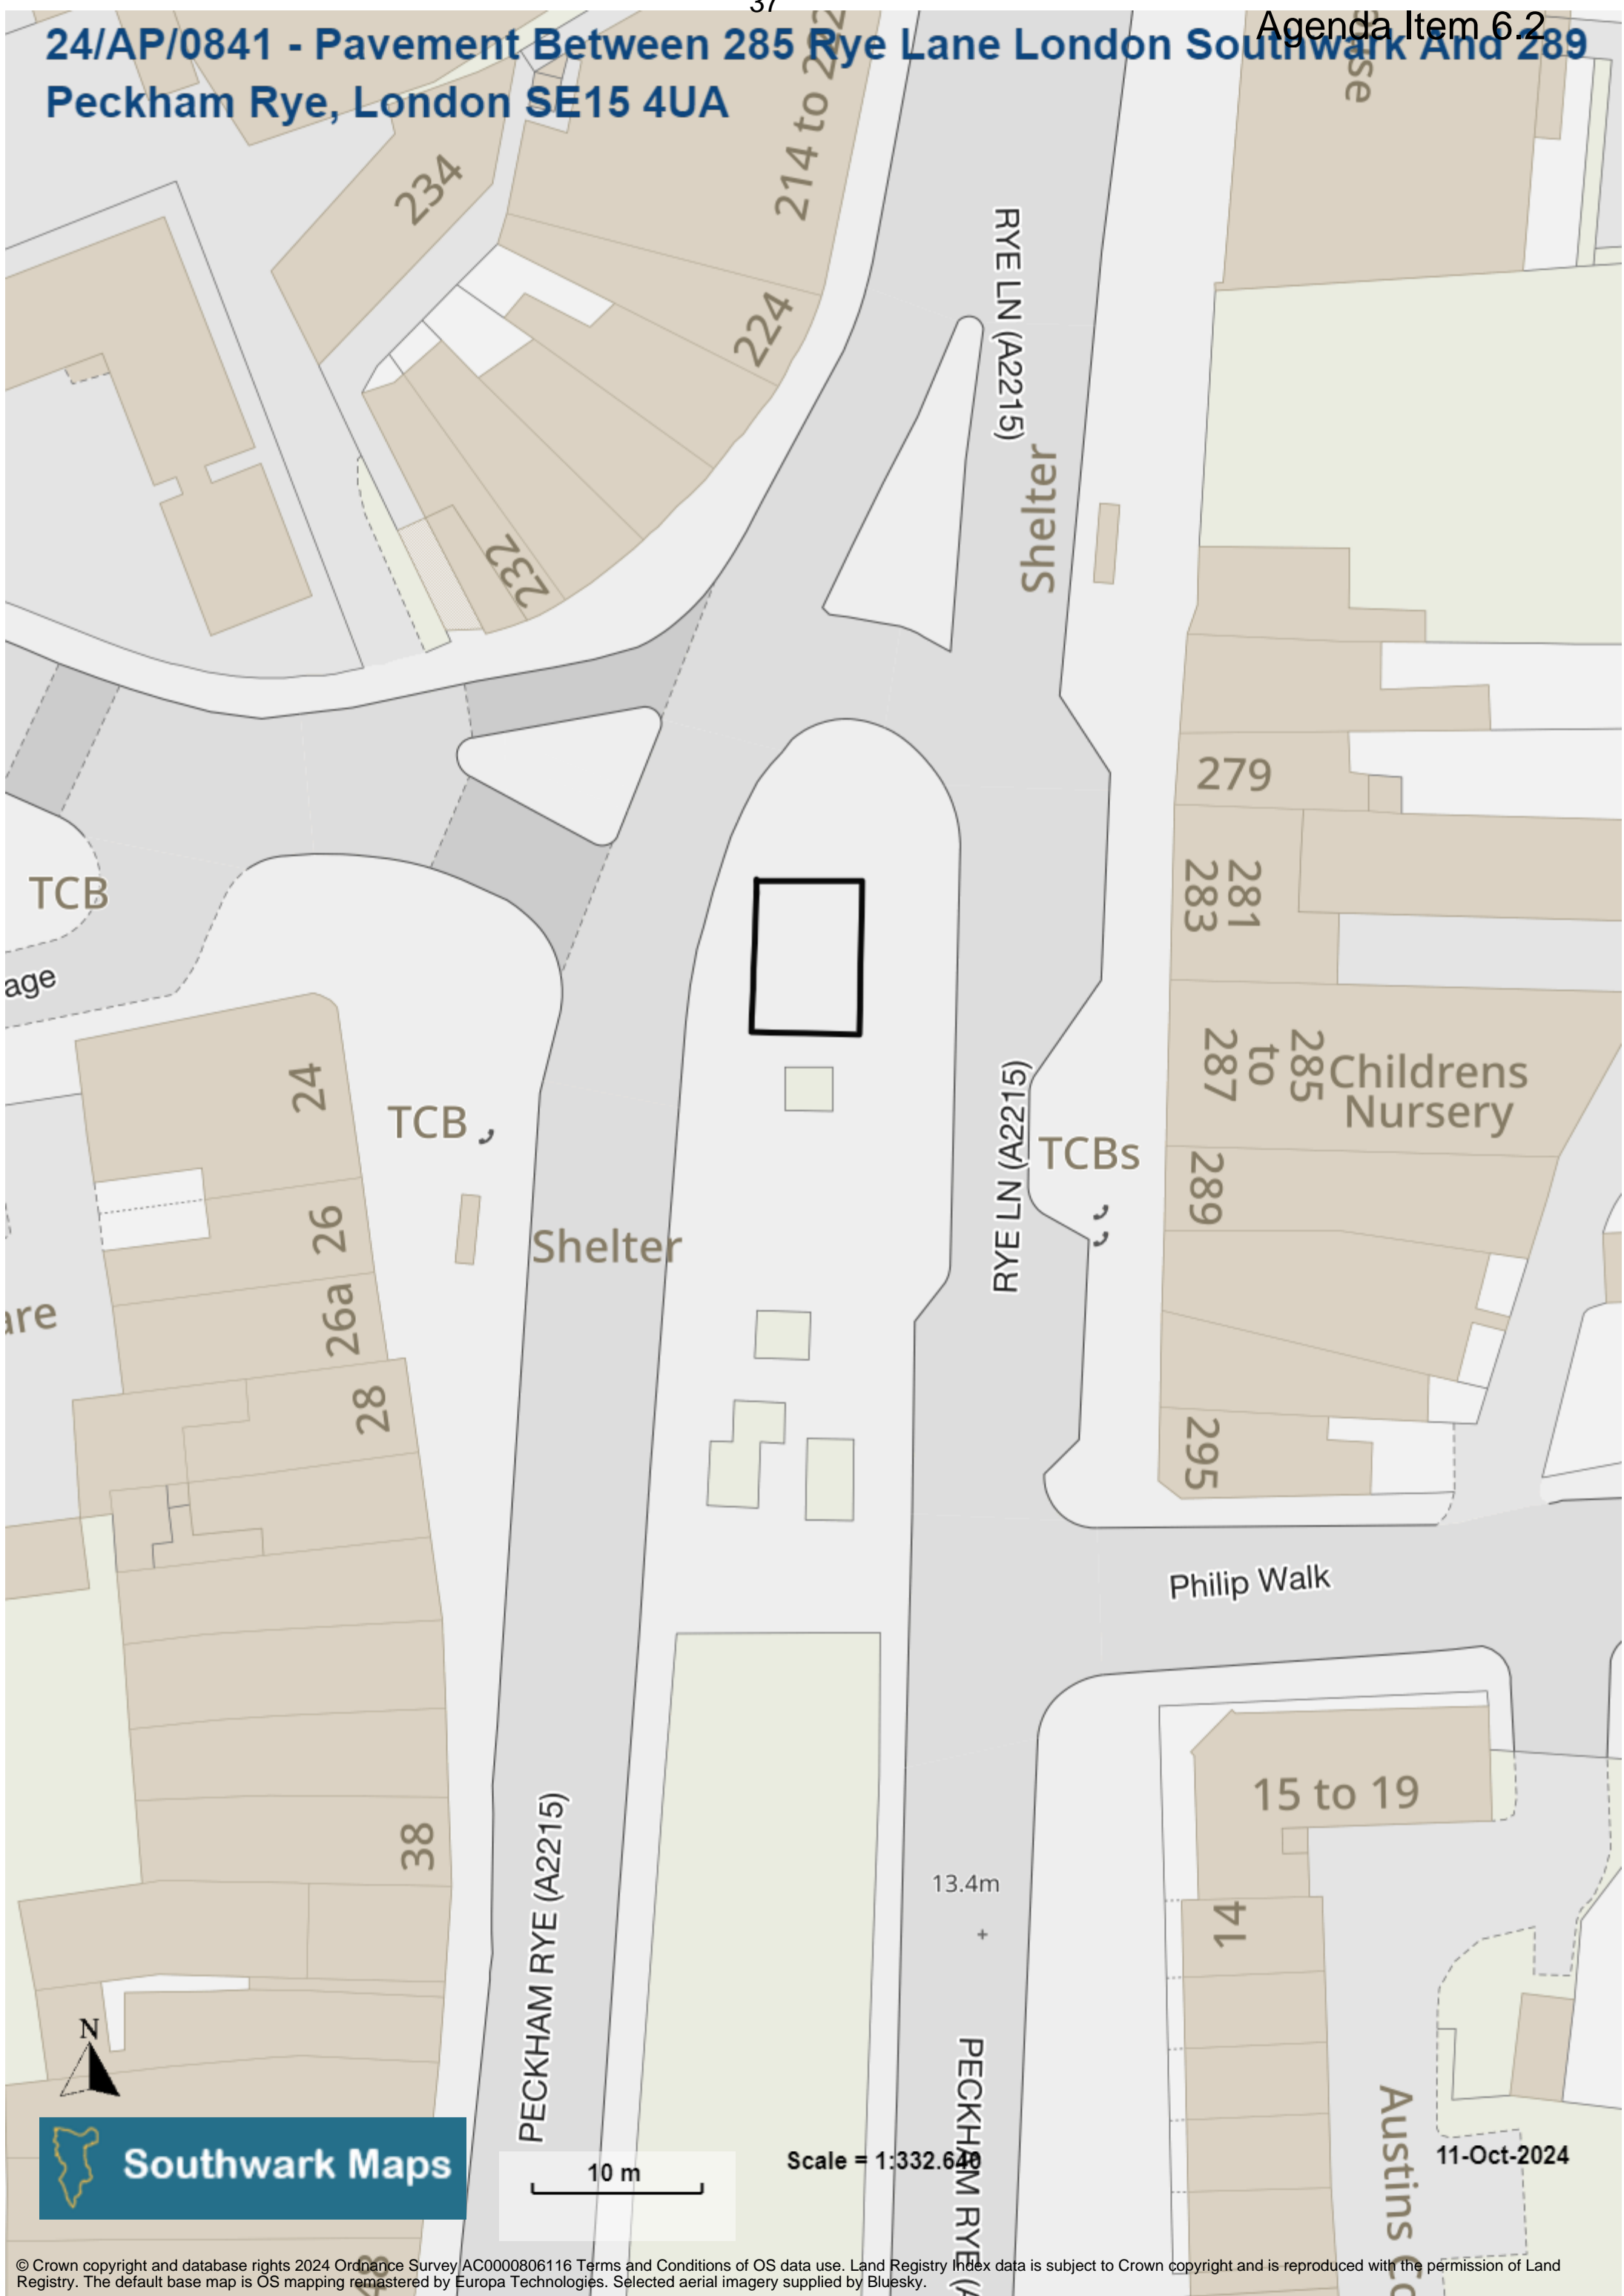 37
Agenda Item 6.2
24/AP/0841 - Pavement Between 285 Rye Lane London Southwark And 289
Peckham Rye, London SE15 4UA
234
214 to 222
224
232
RYE LN (A2215)
Shelter
279
281
283
TCB
age
24
TCB
26
Shelter
26a
are
28
RYE LN (A2215)
TCBs
285
to
287
Childrens
Nursery
289
295
Philip Walk
38
15 to 19
13.4m
14
PECKHAM RYE (A2215)
PECKHAM RYE (A
Austins Co
N
Southwark Maps
10 m
Scale = 1:332.640
11-Oct-2024
© Crown copyright and database rights 2024 Ordnance Survey AC0000806116 Terms and Conditions of OS data use. Land Registry Index data is subject to Crown copyright and is reproduced with the permission of Land
Registry. The default base map is OS mapping remastered by Europa Technologies. Selected aerial imagery supplied by Bluesky.